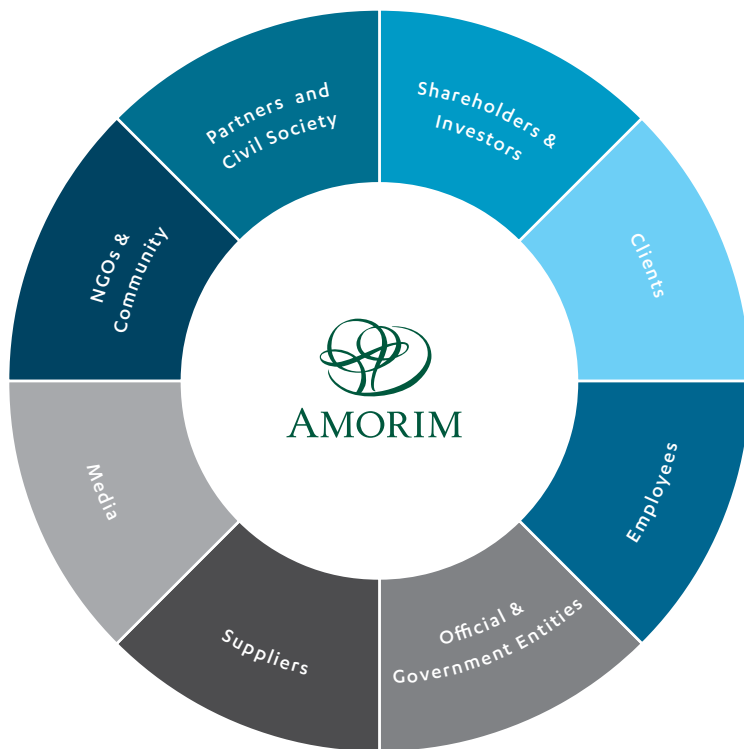 Shareholders &
Investors
Clients
Employees
Official &
Government Entities
Suppliers
Media
NGOs &
Community
Partners and
Civil Society
AMORIM